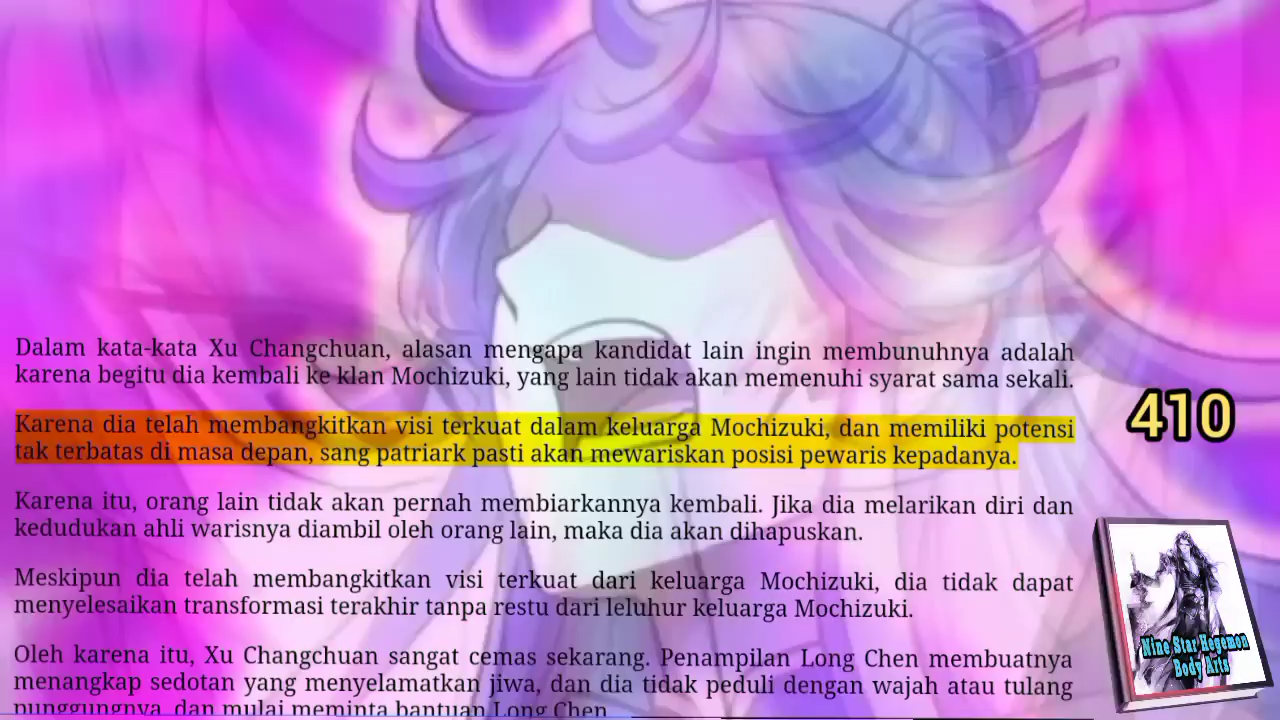 Dalam kata-kata Xu Changchuan, alasan mengapa kandidat lain ingin membunuhnya adalah
karena begitu dia kembali ke klan Mochizuki, yang lain tidak akan memenuhi syarat sama sekali.
Karena dia telah membangkitkan visi terkuat dalam keluarga Mochizuki, dan memiliki potensi
tak terbatas di masa depan, sang patriark pasti akan mewariskan posisi pewaris kepadanya.
Karena itu, orang lain tidak akan pernah membiarkannya kembali. Jika dia melarikan diri dan
kedudukan ahli warisnya diambil oleh orang lain, maka dia akan dihapuskan.
Meskipun dia telah membangkitkan visi terkuat dari keluarga Mochizuki, dia tidak dapat
menyelesaikan transformasi terakhir tanpa restu dari leluhur keluarga Mochizuki.
Oleh karena itu, Xu Changchuan sangat cemas sekarang. Penampilan Long Chen membuatnya
menangkap sedotan yang menyelamatkan jiwa, dan dia tidak peduli dengan wajah atau tulang
punggungnya, dan mulai meminta bantuan Long Chen.
410
Nine Star Hegemon
Body Arts